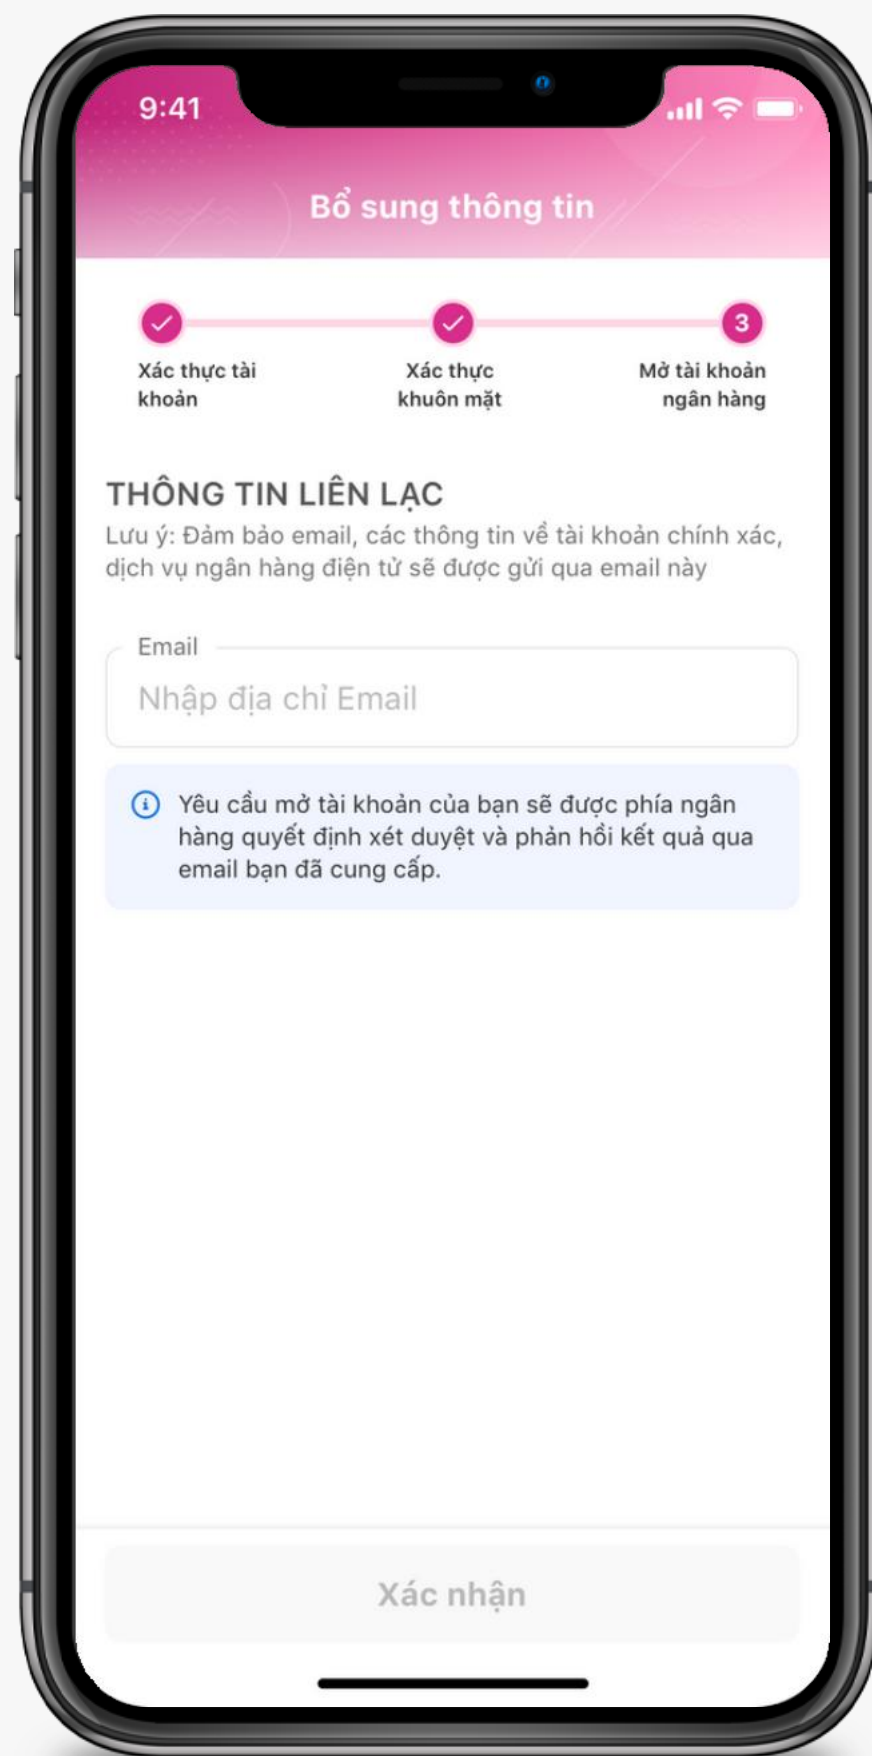 9:41
Bổ sung thông tin
3
Xác thực tài
khoản
Xác thực
khuôn mặt
Mở tài khoản
ngân hàng
THÔNG TIN LIÊN LẠC
Lưu ý: Đảm bảo email, các thông tin về tài khoản chính xác,
dịch vụ ngân hàng điện tử sẽ được gửi qua email này
Email
Nhập địa chỉ Email
Yêu cầu mở tài khoản của bạn sẽ được phía ngân
hàng quyết định xét duyệt và phản hồi kết quả qua
email bạn đã cung cấp.
Xác nhận